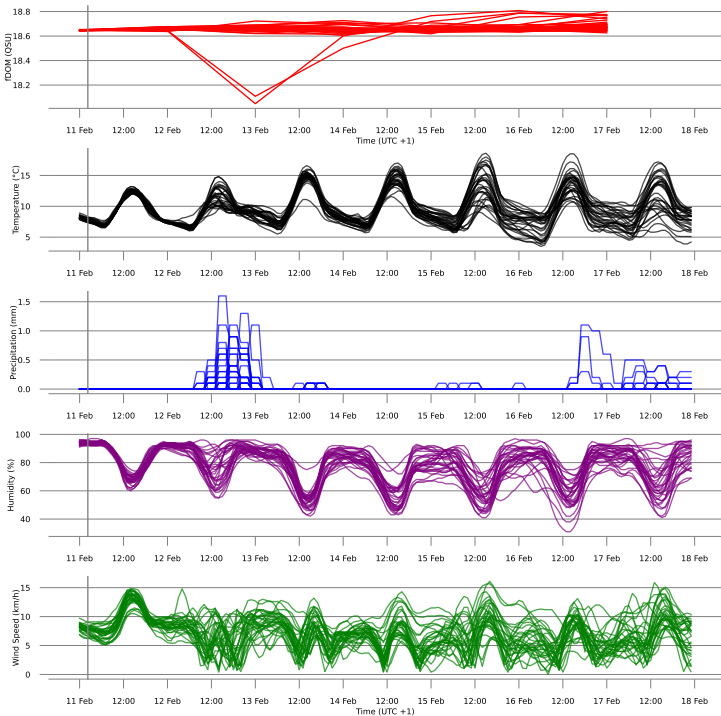 18.8
18.6
18.4
18.2
fDOM (QSU)
11 Feb 12:00 12 Feb 12:00 13 Feb 12:00 14 Feb 12:00 15 Feb 12:00 16 Feb 12:00 17 Feb 12:00 18 Feb
Time (UTC +1)
15
10
5
Temperature (°C)
11 Feb 12:00 12 Feb 12:00 13 Feb 12:00 14 Feb 12:00 15 Feb 12:00 16 Feb 12:00 17 Feb 12:00 18 Feb
1.5
1.0
0.5
0.0
Precipitation (mm)
11 Feb 12:00 12 Feb 12:00 13 Feb 12:00 14 Feb 12:00 15 Feb 12:00 16 Feb 12:00 17 Feb 12:00 18 Feb
100
80
60
40
Humidity (%)
11 Feb 12:00 12 Feb 12:00 13 Feb 12:00 14 Feb 12:00 15 Feb 12:00 16 Feb 12:00 17 Feb 12:00 18 Feb
15
10
5
0
Wind Speed (km/h)
11 Feb 12:00 12 Feb 12:00 13 Feb 12:00 14 Feb 12:00 15 Feb 12:00 16 Feb 12:00 17 Feb 12:00 18 Feb
Time (UTC +1)